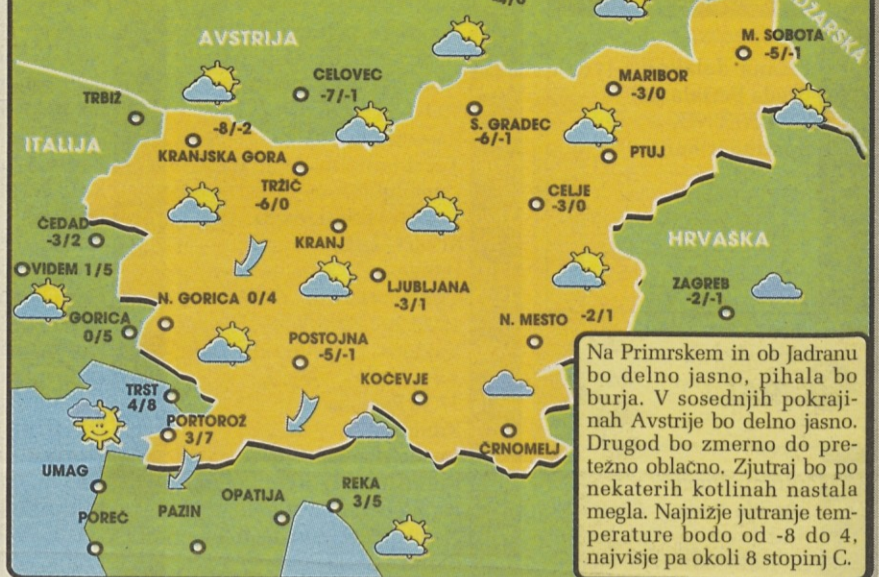 AVSTRIJA
M. SOBOTA
-5/-1
CELOVEC
-7/-1
MARIBOR
-3/0
TRBIŽ
-8/-2
S. GRADEC
-6/-1
ITALIJA
KRANJSKA GORA
PTUJ
TRŽIČ
-6/0
CELJE
-3/0
ČEDAD
-3/2
KRANJ
HRVAŠKA
VIDEM 1/5
LJUBLJANA
-3/1
ZAGREB
-2/-1
N. GORICA 0/4
GORICA
0/5
N. MESTO -2/1
POSTOJNA
-5/-1
KOČEVJE
TRST
4/8
PORTOROŽ
3/7
ČRNOMELJ
UMAG
REKA
3/5
OPATIJA
POREČ
PAZIN
Na Primrskem in ob Jadranu
bo delno jasno, pihala bo
burja. V sosednjih pokraji-
nah Avstrije bo delno jasno.
Drugod bo zmerno do pre-
težno oblačno. Zjutraj bo po
nekaterih kotlinah nastala
megla. Najnižje jutranje tem-
perature bodo od -8 do 4,
najvišje pa okoli 8 stopinj C.